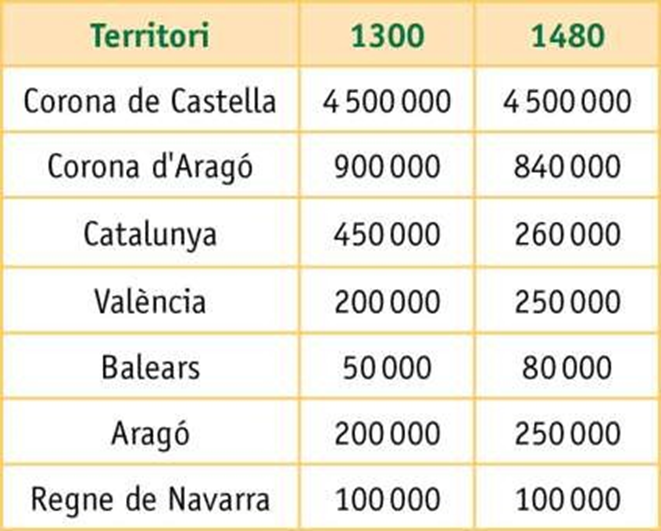 Territori 1300 1480
Corona de Castella 4 500 000 4 500 000
Corona d'Aragó 900 000 840 000
Catalunya 450 000 260 000
València 200 000 250 000
Balears 50 000 80 000
Aragó 200 000 250 000
Regne de Navarra 100 000 100 000